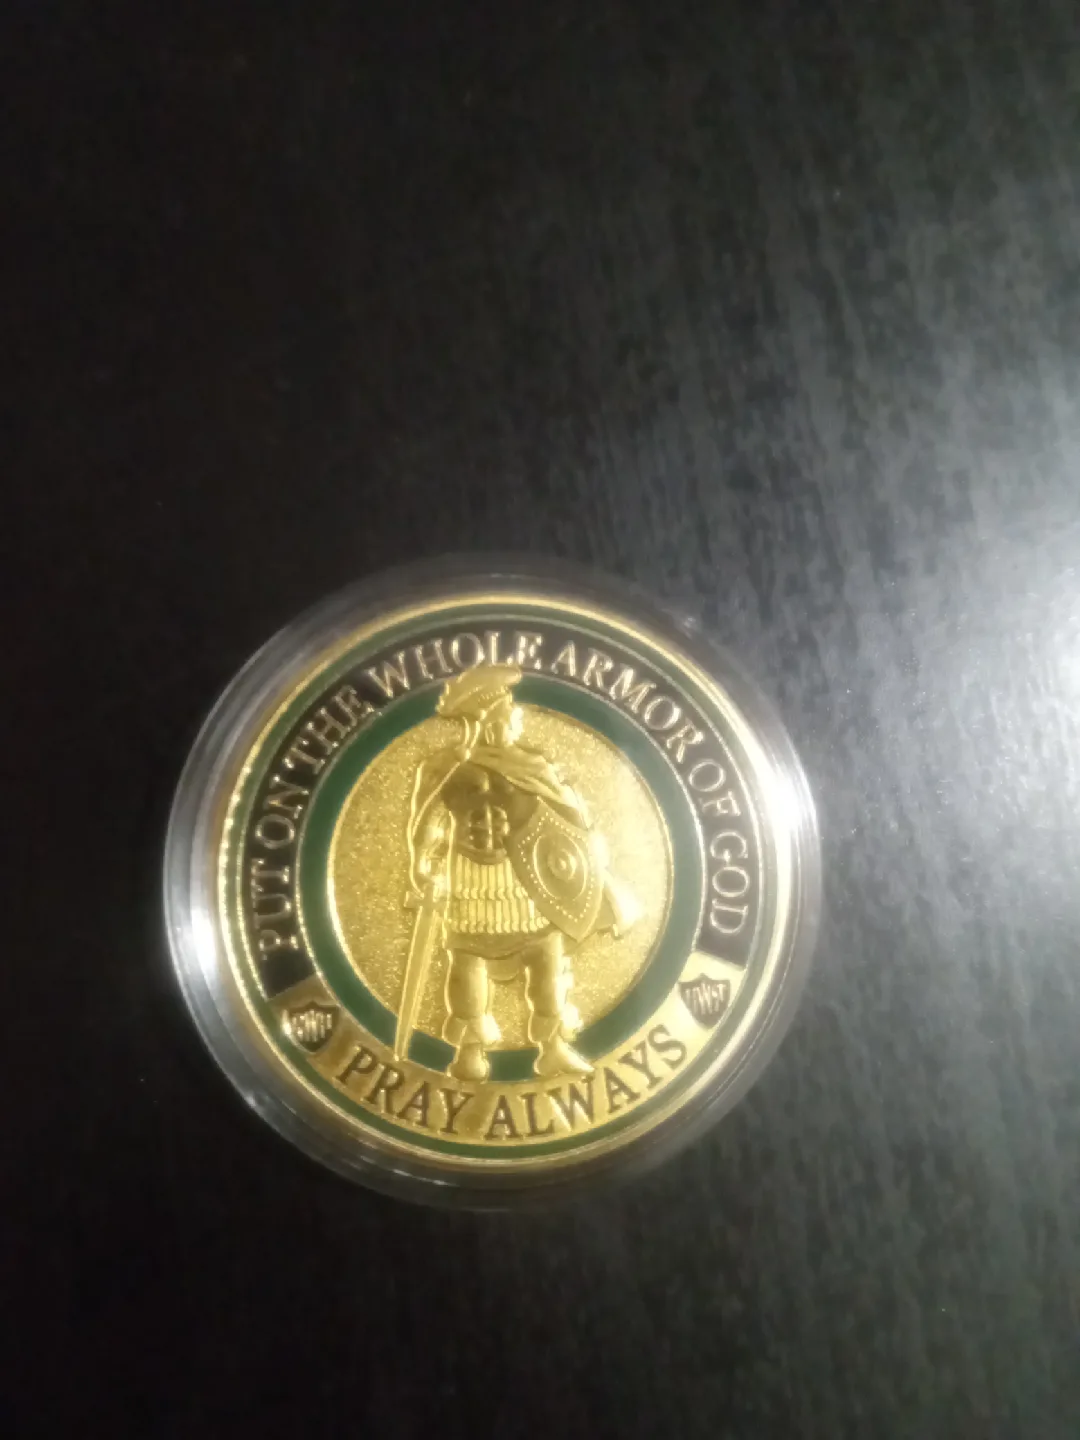 PUT ON THE WHOLE ARMOR OF GOD
PRAY ALWAYS